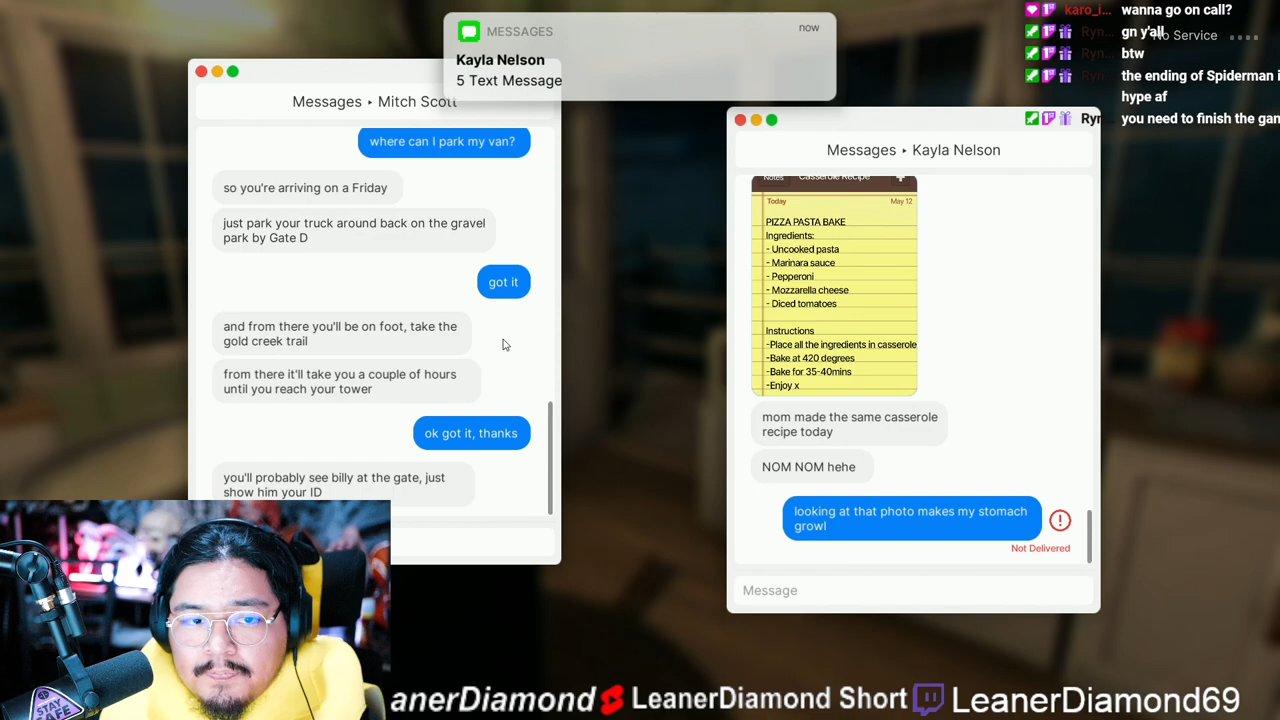 MESSAGES
now
Kayla Nelson
5 Text Message
Messages ▸ Mitch Scott
where can I park my van?
so you're arriving on a Friday
just park your truck around back on the gravel
park by Gate D
got it
and from there you'll be on foot, take the
gold creek trail
from there it'll take you a couple of hours
until you reach your tower
ok got it, thanks
you'll probably see billy at the gate, just
show him your ID
Messages ▸ Kayla Nelson
Notes
Casserole Recipe
+
Today
May 12
PIZZA PASTA BAKE
Ingredients:
- Uncooked pasta
- Marinara sauce
- Pepperoni
- Mozzarella cheese
- Diced tomatoes
Instructions
-Place all the ingredients in casserole
-Bake at 420 degrees
-Bake for 35-40mins
-Enjoy x
mom made the same casserole
recipe today
NOM NOM hehe
looking at that photo makes my stomach
growl
Not Delivered
Message
karo_i... wanna go on call?
Ryn... gn y'all
No Service
Ryn... btw
Ryn... the ending of Spiderman i
hype af
Ryn... you need to finish the gan
STAY
SAFE
anerDiamond LeanerDiamond Short LeanerDiamond69